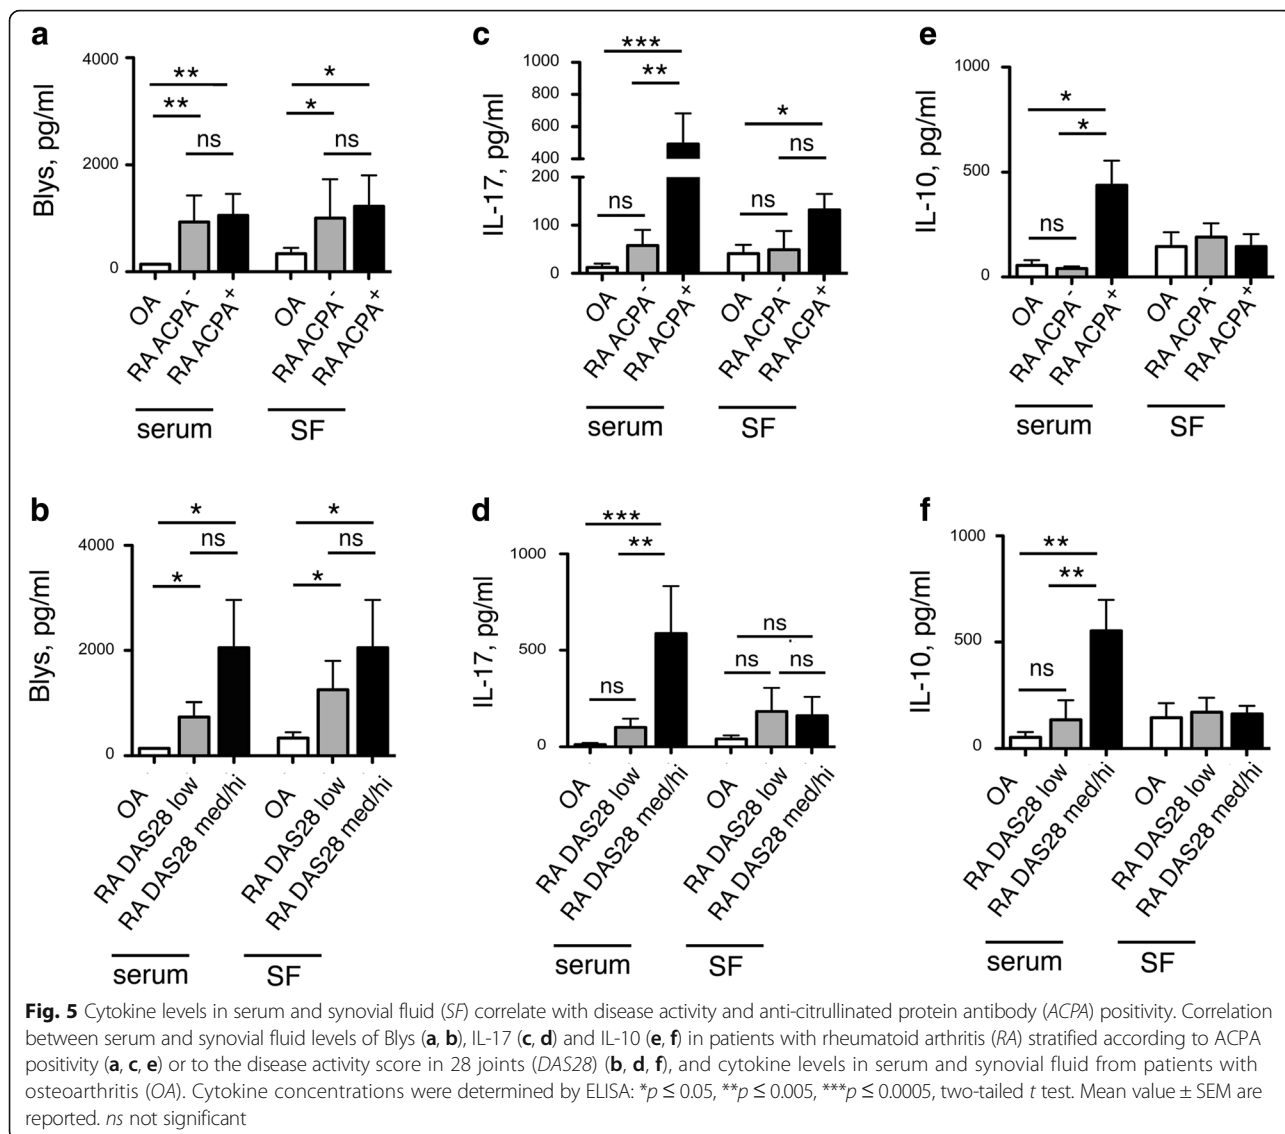 a
Blys, pg/ml
4000
2000
0
**
**
ns
*
*
ns
OA
RA ACPA-
RA ACPA+
OA
RA ACPA-
RA ACPA+
serum
SF
c
IL-17, pg/ml
1000
800
600
400
200
100
0
***
**
ns
*
ns
ns
OA
RA ACPA-
RA ACPA+
OA
RA ACPA-
RA ACPA+
serum
SF
e
IL-10, pg/ml
1000
500
0
*
*
ns
OA
RA ACPA-
RA ACPA+
OA
RA ACPA-
RA ACPA+
serum
SF
b
Blys, pg/ml
4000
2000
0
*
ns
*
*
ns
*
OA
RA DAS28 low
RA DAS28 med/hi
OA
RA DAS28 low
RA DAS28 med/hi
serum
SF
d
IL-17, pg/ml
1000
500
0
***
**
ns
ns
ns
ns
OA
RA DAS28 low
RA DAS28 med/hi
OA
RA DAS28 low
RA DAS28 med/hi
serum
SF
f
IL-10, pg/ml
1000
500
0
**
**
ns
OA
RA DAS28 low
RA DAS28 med/hi
OA
RA DAS28 low
RA DAS28 med/hi
serum
SF
Fig. 5 Cytokine levels in serum and synovial fluid (SF) correlate with disease activity and anti-citrullinated protein antibody (ACPA) positivity. Correlation
between serum and synovial fluid levels of Blys (a, b), IL-17 (c, d) and IL-10 (e, f) in patients with rheumatoid arthritis (RA) stratified according to ACPA
positivity (a, c, e) or to the disease activity score in 28 joints (DAS28) (b, d, f), and cytokine levels in serum and synovial fluid from patients with
osteoarthritis (OA). Cytokine concentrations were determined by ELISA: *p ≤ 0.05, **p ≤ 0.005, ***p ≤ 0.0005, two-tailed t test. Mean value ± SEM are
reported. ns not significant